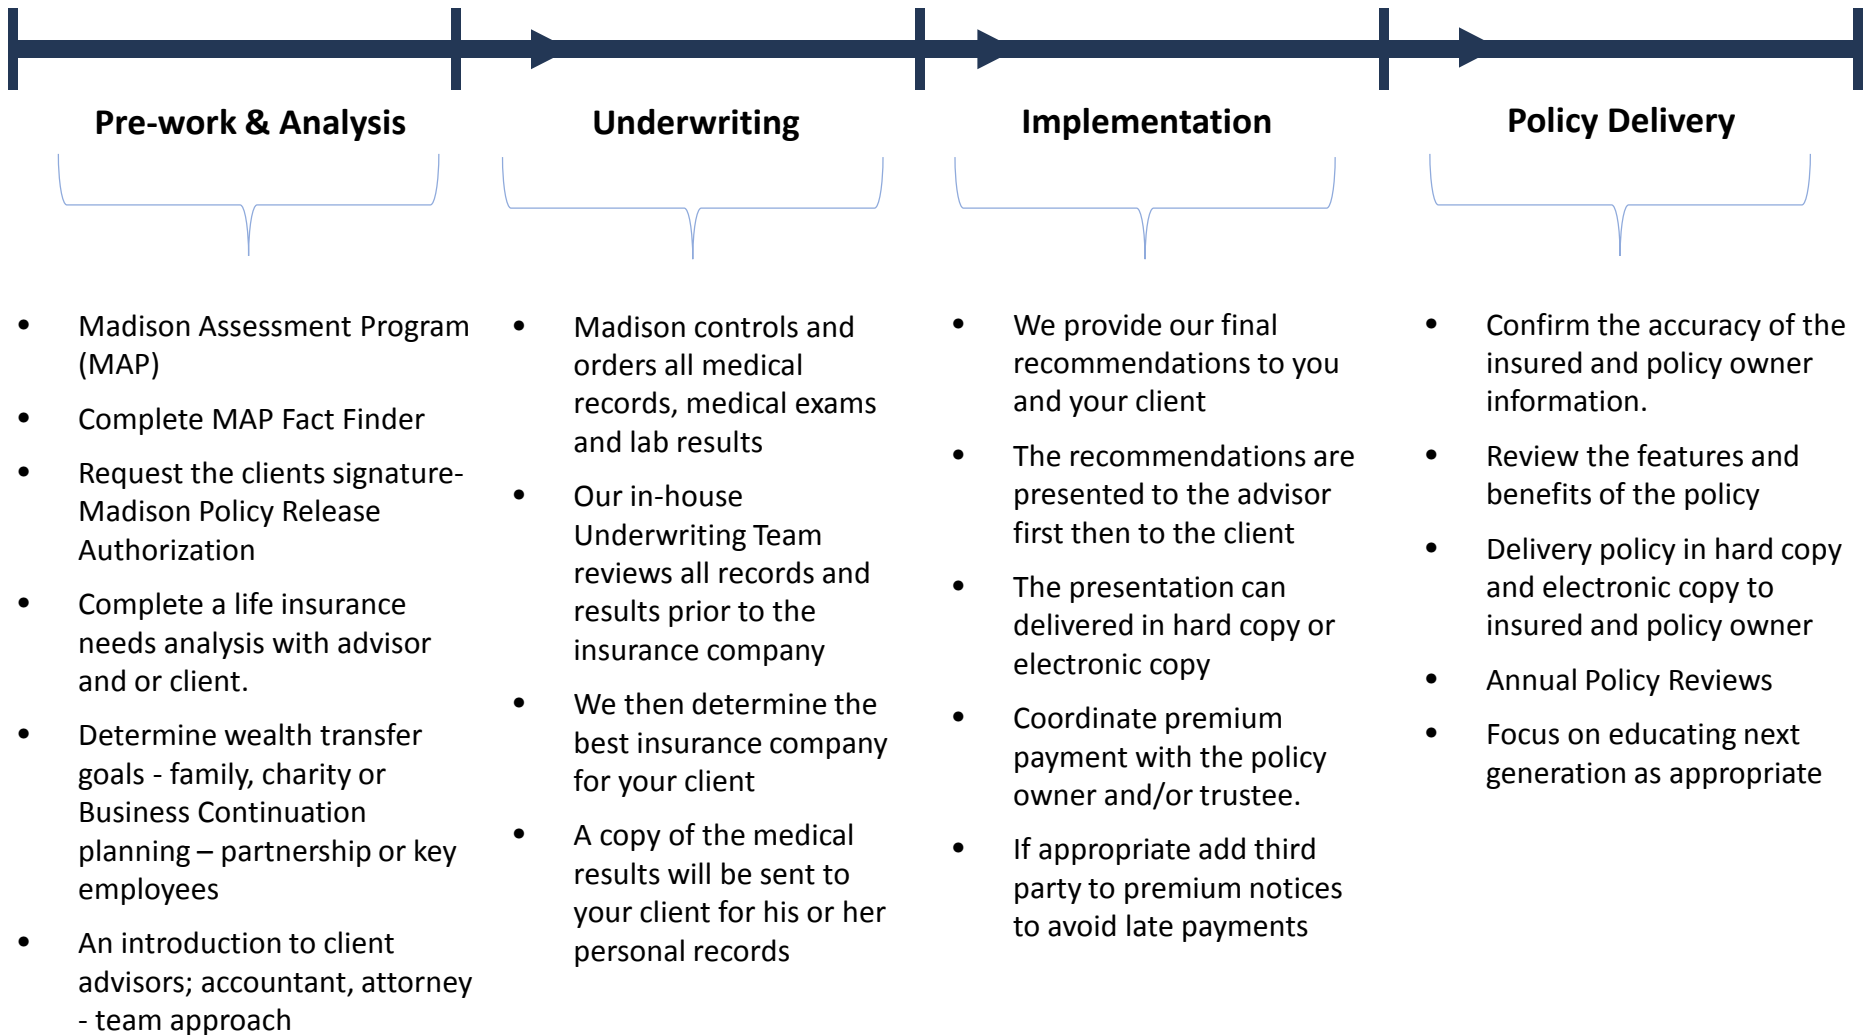 Pre-work & Analysis
• Madison Assessment Program
(MAP)
• Complete MAP Fact Finder
• Request the clients signature-
Madison Policy Release
Authorization
• Complete a life insurance
needs analysis with advisor
and or client.
• Determine wealth transfer
goals - family, charity or
Business Continuation
planning – partnership or key
employees
• An introduction to client
advisors; accountant, attorney
- team approach
Underwriting
• Madison controls and
orders all medical
records, medical exams
and lab results
• Our in-house
Underwriting Team
reviews all records and
results prior to the
insurance company
• We then determine the
best insurance company
for your client
• A copy of the medical
results will be sent to
your client for his or her
personal records
Implementation
• We provide our final
recommendations to you
and your client
• The recommendations are
presented to the advisor
first then to the client
• The presentation can
delivered in hard copy or
electronic copy
• Coordinate premium
payment with the policy
owner and/or trustee.
• If appropriate add third
party to premium notices
to avoid late payments
Policy Delivery
• Confirm the accuracy of the
insured and policy owner
information.
• Review the features and
benefits of the policy
• Delivery policy in hard copy
and electronic copy to
insured and policy owner
• Annual Policy Reviews
• Focus on educating next
generation as appropriate